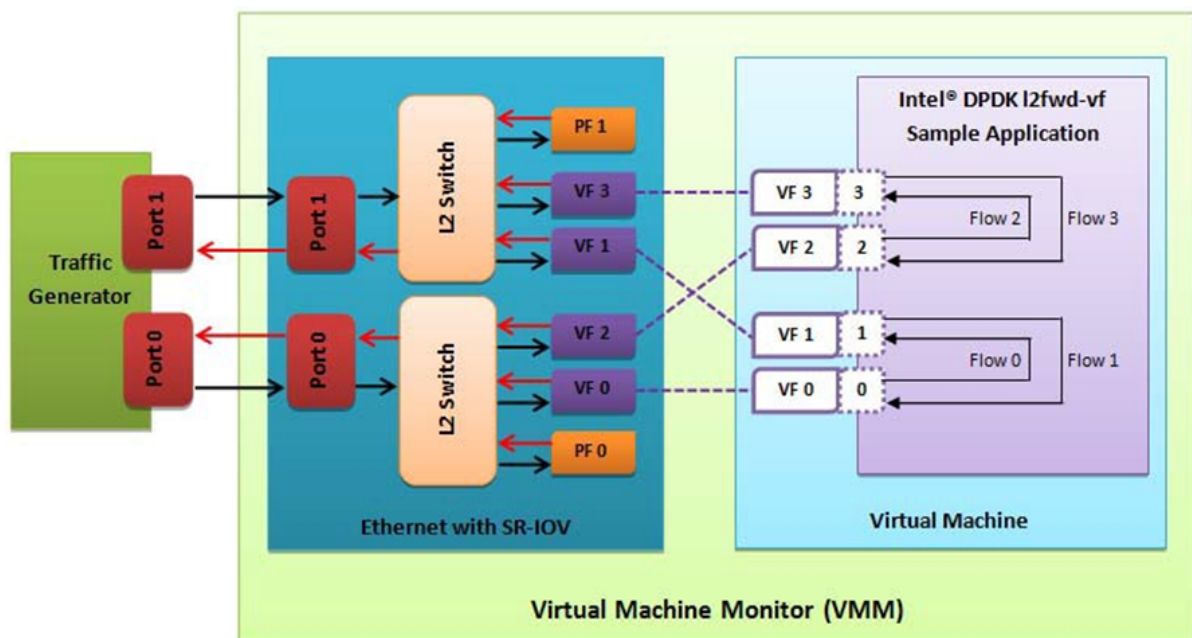 Traffic
Generator
Port 1
Port 0
Port 1
Port 0
L2 Switch
L2 Switch
PF 1
VF 3
VF 1
VF 2
VF 0
PF 0
Ethernet with SR-IOV
Intel® DPDK l2fwd-vf
Sample Application
VF 3
3
VF 2
2
Flow 2
Flow 3
VF 1
1
VF 0
0
Flow 0
Flow 1
Virtual Machine
Virtual Machine Monitor (VMM)